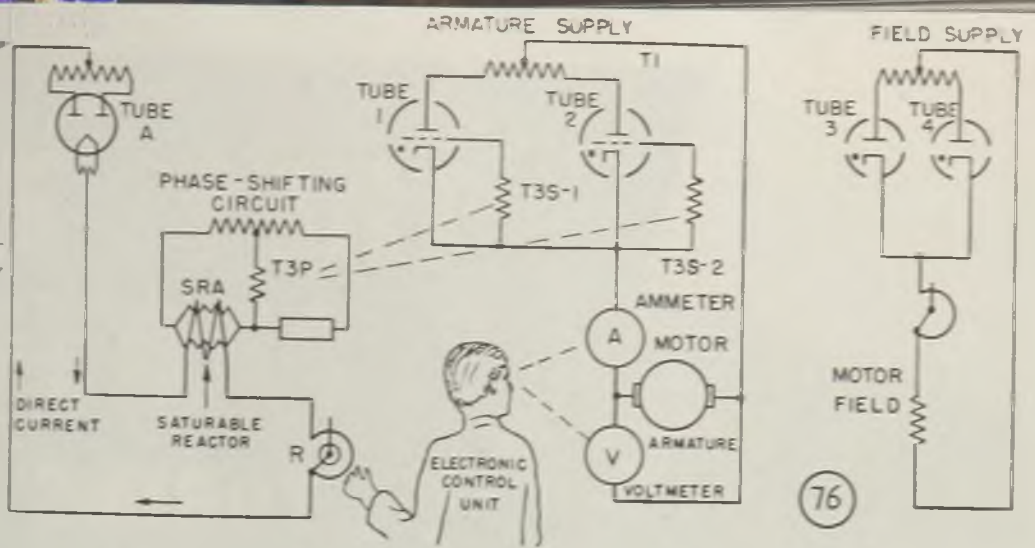 ARMATURE SUPPLY
FIELD SUPPLY
T1
TUBE
A
TUBE
1
TUBE
2
TUBE
3
TUBE
4
PHASE-SHIFTING
CIRCUIT
T3S-1
T3P
T3S-2
SRA
AMMETER
A
MOTOR
MOTOR
FIELD
DIRECT
CURRENT
SATURABLE
REACTOR
R
ELECTRONIC
CONTROL
UNIT
ARMATURE
V
VOLTMETER
76